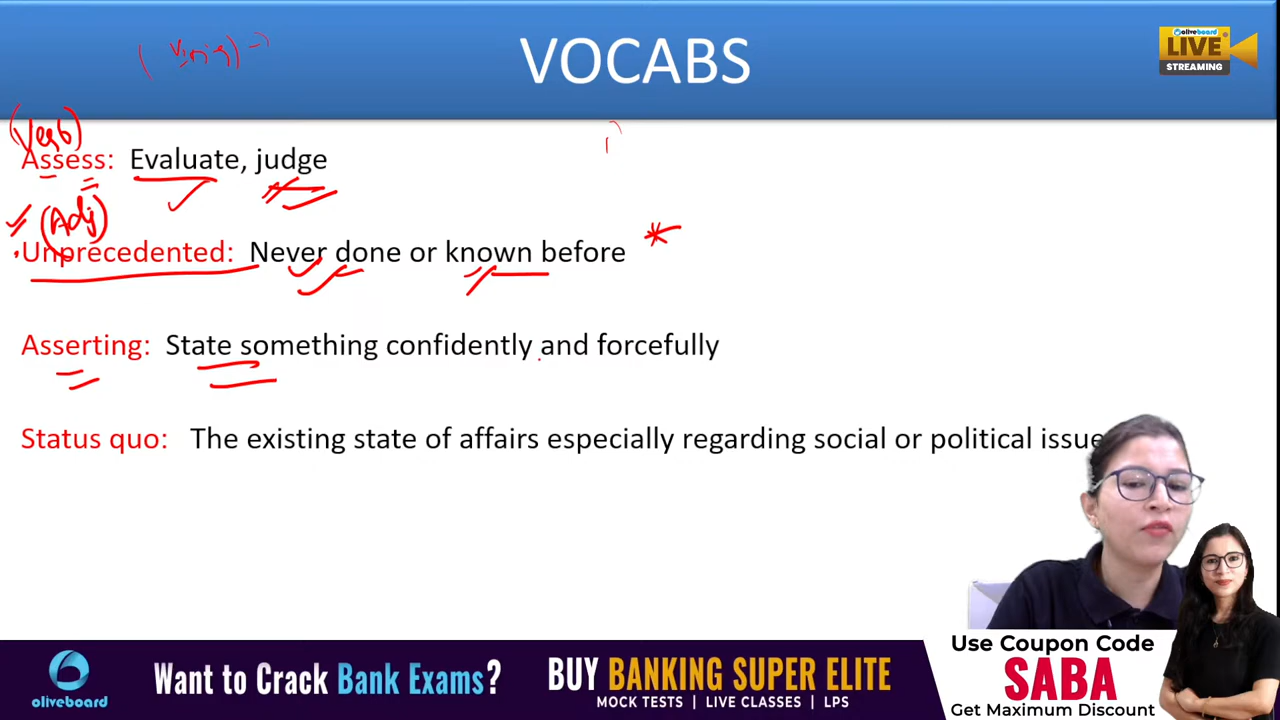 VOCABS
oliveboard
LIVE
STREAMING
(Verb)
Assess: Evaluate, judge
(Adj)
Unprecedented: Never done or known before
Asserting: State something confidently and forcefully
Status quo: The existing state of affairs especially regarding social or political issue
Use Coupon Code
SABA
Get Maximum Discount
oliveboard
Want to Crack Bank Exams?
BUY BANKING SUPER ELITE
MOCK TESTS | LIVE CLASSES | LPS